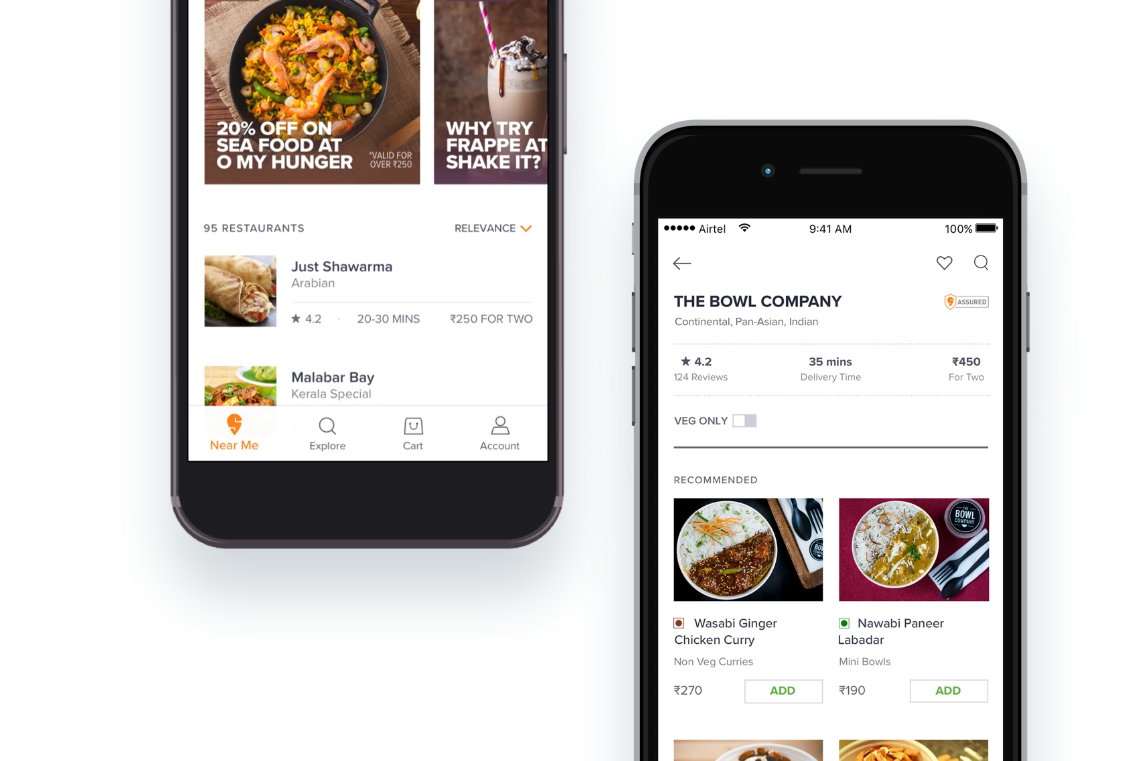 20% OFF ON
SEA FOOD AT
O MY HUNGER
*VALID FOR
OVER ₹250
WHY TRY
FRAPPE AT
SHAKE IT?
95 RESTAURANTS
RELEVANCE
Just Shawarma
Arabian
★ 4.2 · 20-30 MINS ₹250 FOR TWO
Malabar Bay
Kerala Special
Near Me
Explore
Cart
Account
Airtel 9:41 AM 100%
THE BOWL COMPANY
ASSURED
Continental, Pan-Asian, Indian
★ 4.2 35 mins ₹450
124 Reviews Delivery Time For Two
VEG ONLY
RECOMMENDED
THE
BOWL
COMPANY
Wasabi Ginger
Chicken Curry
Non Veg Curries
₹270 ADD
Nawabi Paneer
Labadar
Mini Bowls
₹190 ADD